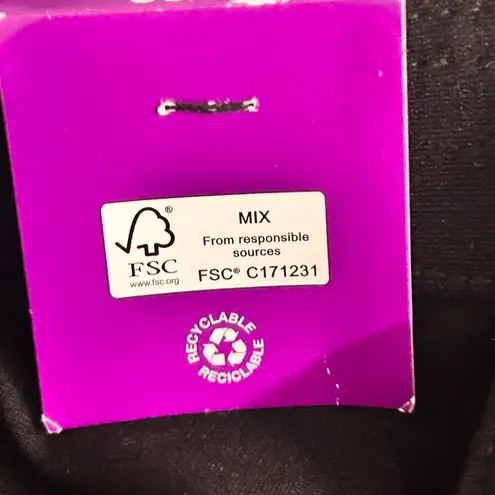 MIX
From responsible
sources
FSC® C171231
®
FSC
www.fsc.org
RECYCLABLE
RECICLABLE